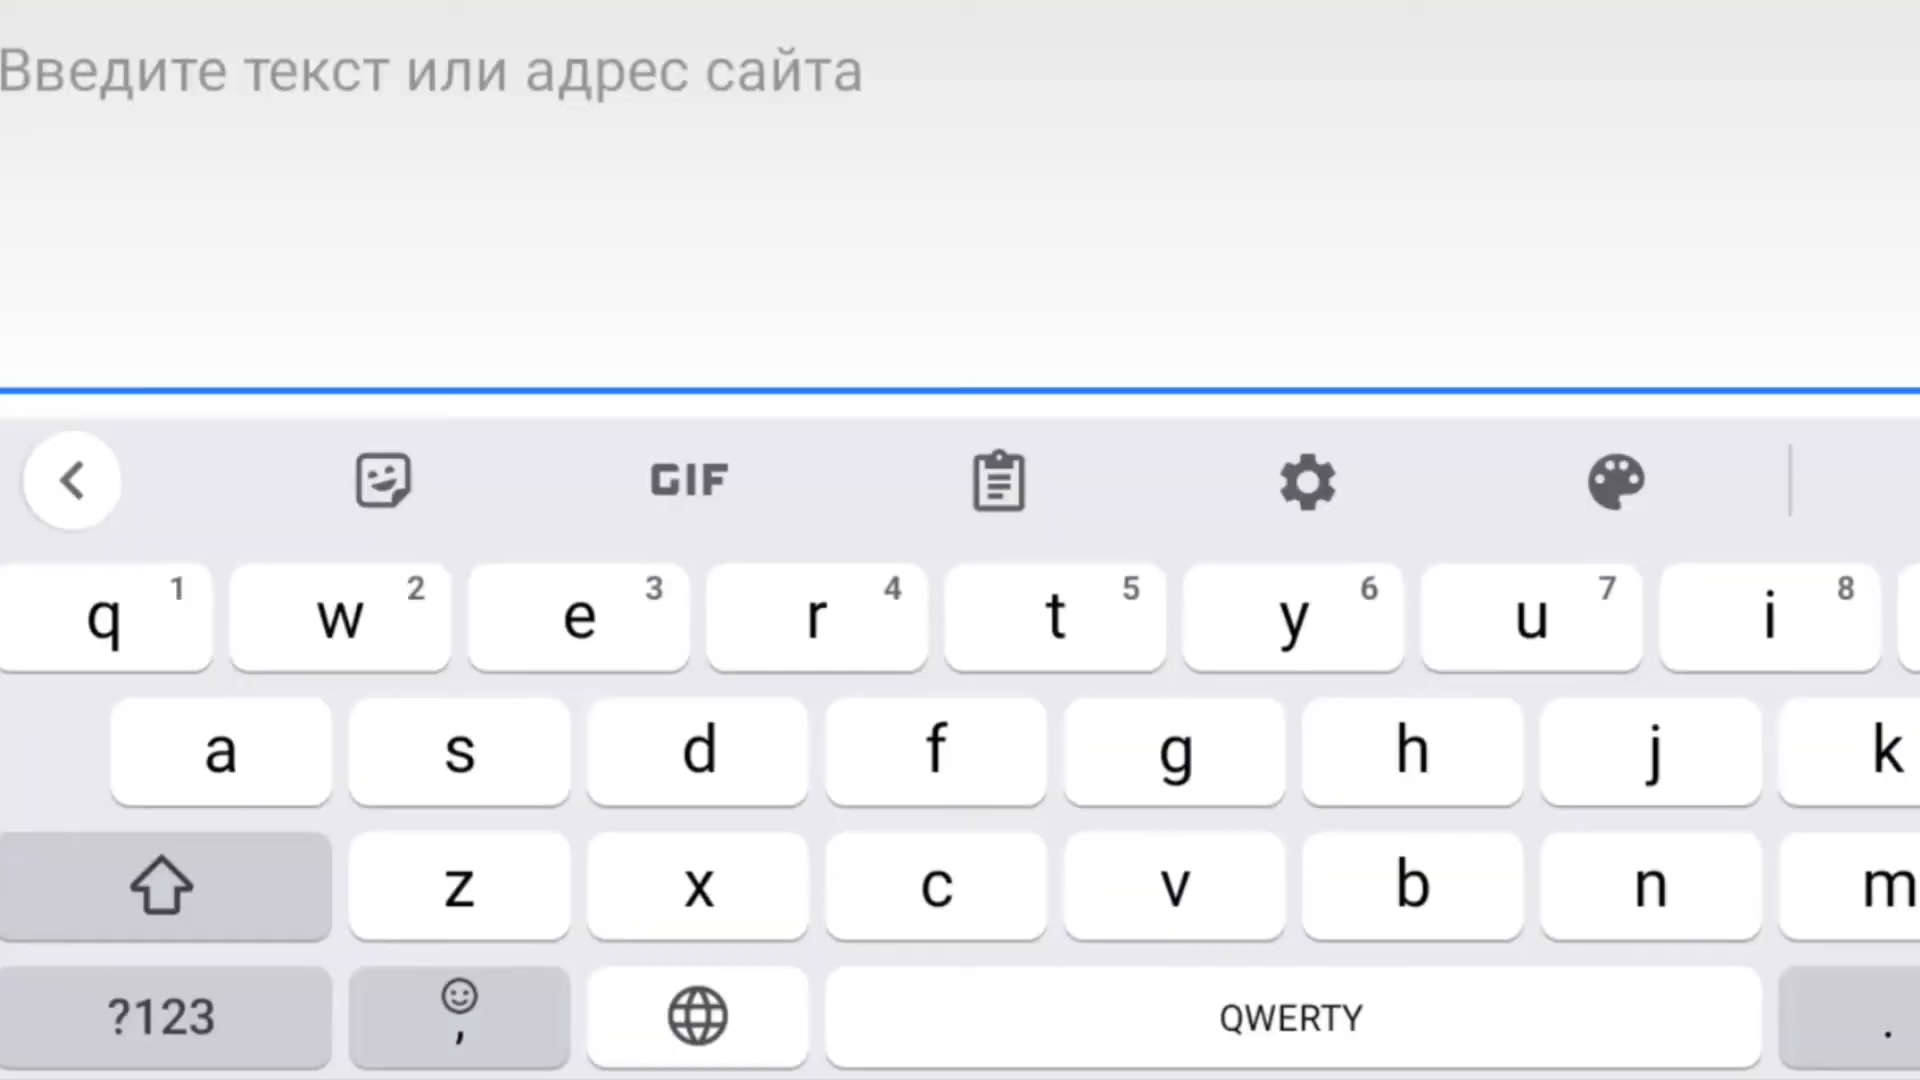 Введите текст или адрес сайта
GIF
q 1 w 2 e 3 r 4 t 5 y 6 u 7 i 8
a s d f g h j k
z x c v b n m
?123 , QWERTY .